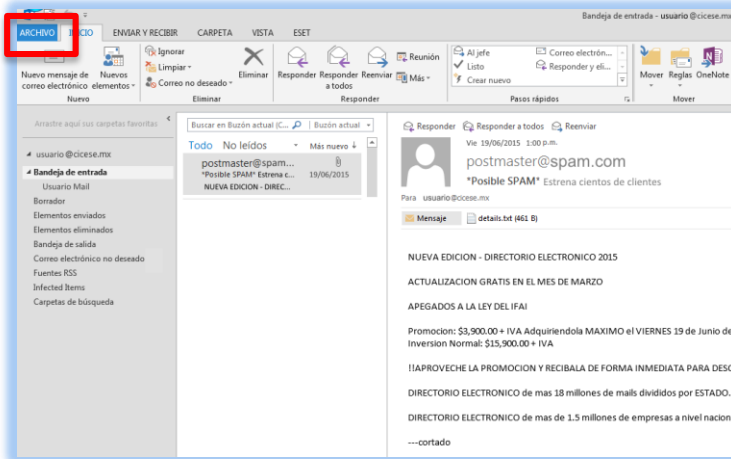 Bandeja de entrada - usuario @cicese.mx
ARCHIVO INICIO ENVIAR Y RECIBIR CARPETA VISTA ESET
Nuevo mensaje de correo electrónico
Nuevos elementos
Nuevo
Ignorar
Limpiar
Correo no deseado
Eliminar
Eliminar
Responder
Responder a todos
Reenviar
Reunión
Más
Responder
Al jefe
Listo
Crear nuevo
Correo electrón...
Responder y eli...
Pasos rápidos
Mover
Reglas
OneNote
Mover
Arrastre aquí sus carpetas favoritas
usuario @cicese.mx
Bandeja de entrada
Usuario Mail
Borrador
Elementos enviados
Elementos eliminados
Bandeja de salida
Correo electrónico no deseado
Fuentes RSS
Infected Items
Carpetas de búsqueda
Buscar en Buzón actual (C... Buzón actual
Todo No leídos Más nuevo ↓
postmaster@spam...
*Posible SPAM* Estrena c... 19/06/2015
NUEVA EDICION - DIREC...
Responder Responder a todos Reenviar
Vie 19/06/2015 1:00 p.m.
postmaster@spam.com
*Posible SPAM* Estrena cientos de clientes
Para usuario@cicese.mx
Mensaje details.txt (461 B)
NUEVA EDICION - DIRECTORIO ELECTRONICO 2015
ACTUALIZACION GRATIS EN EL MES DE MARZO
APEGADOS A LA LEY DEL IFAI
Promocion: $3,900.00 + IVA Adquiriendola MAXIMO el VIERNES 19 de Junio de
Inversion Normal: $15,900.00 + IVA
!!APROVECHE LA PROMOCION Y RECIBALA DE FORMA INMEDIATA PARA DESC
DIRECTORIO ELECTRONICO de mas 18 millones de mails divididos por ESTADO.
DIRECTORIO ELECTRONICO de mas de 1.5 millones de empresas a nivel nacion
---cortado